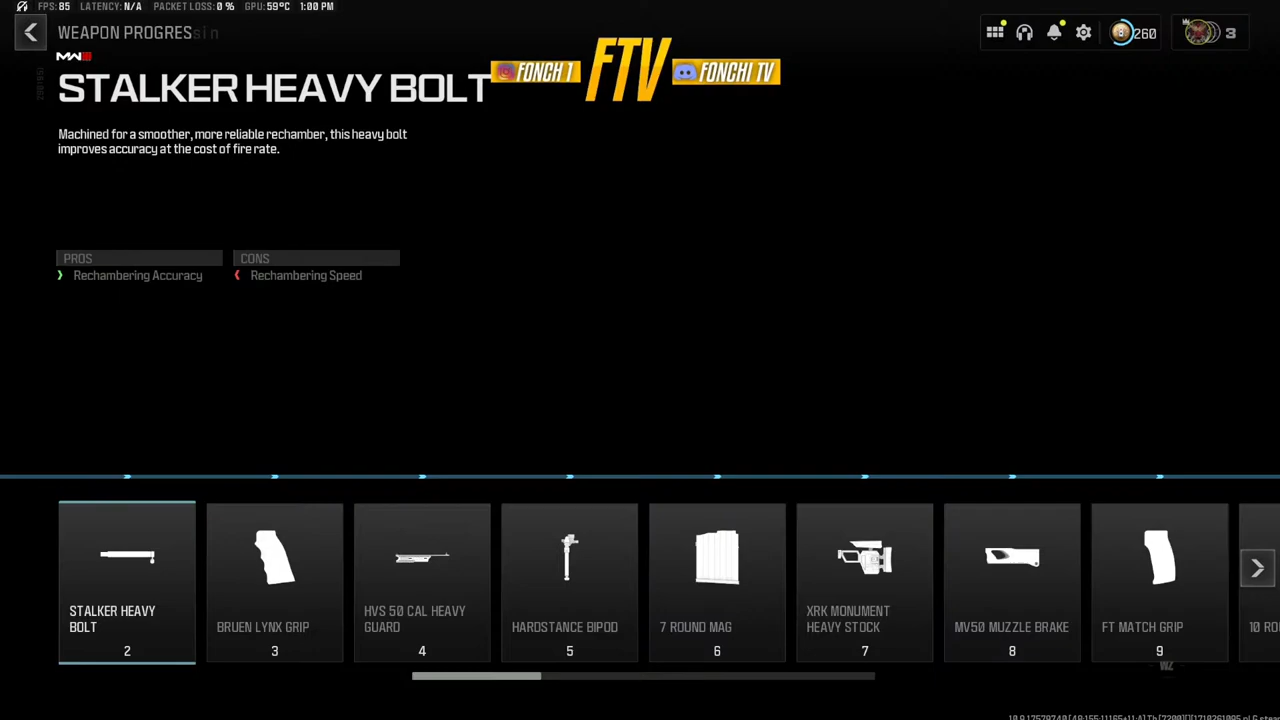 FPS: 85 LATENCY: N/A PACKET LOSS: 0 % GPU: 59°C 1:00 PM
WEAPON PROGRESsin
260
3
MWIII
STALKER HEAVY BOLT
FONCH 1
FTV
FONCHI TV
Machined for a smoother, more reliable rechamber, this heavy bolt
improves accuracy at the cost of fire rate.
PROS
CONS
Rechambering Accuracy
Rechambering Speed
STALKER HEAVY
BOLT
2
BRUEN LYNX GRIP
3
HVS 50 CAL HEAVY
GUARD
4
HARDSTANCE BIPOD
5
7 ROUND MAG
6
XRK MONUMENT
HEAVY STOCK
7
MV50 MUZZLE BRAKE
8
FT MATCH GRIP
9
10 RO
WZ